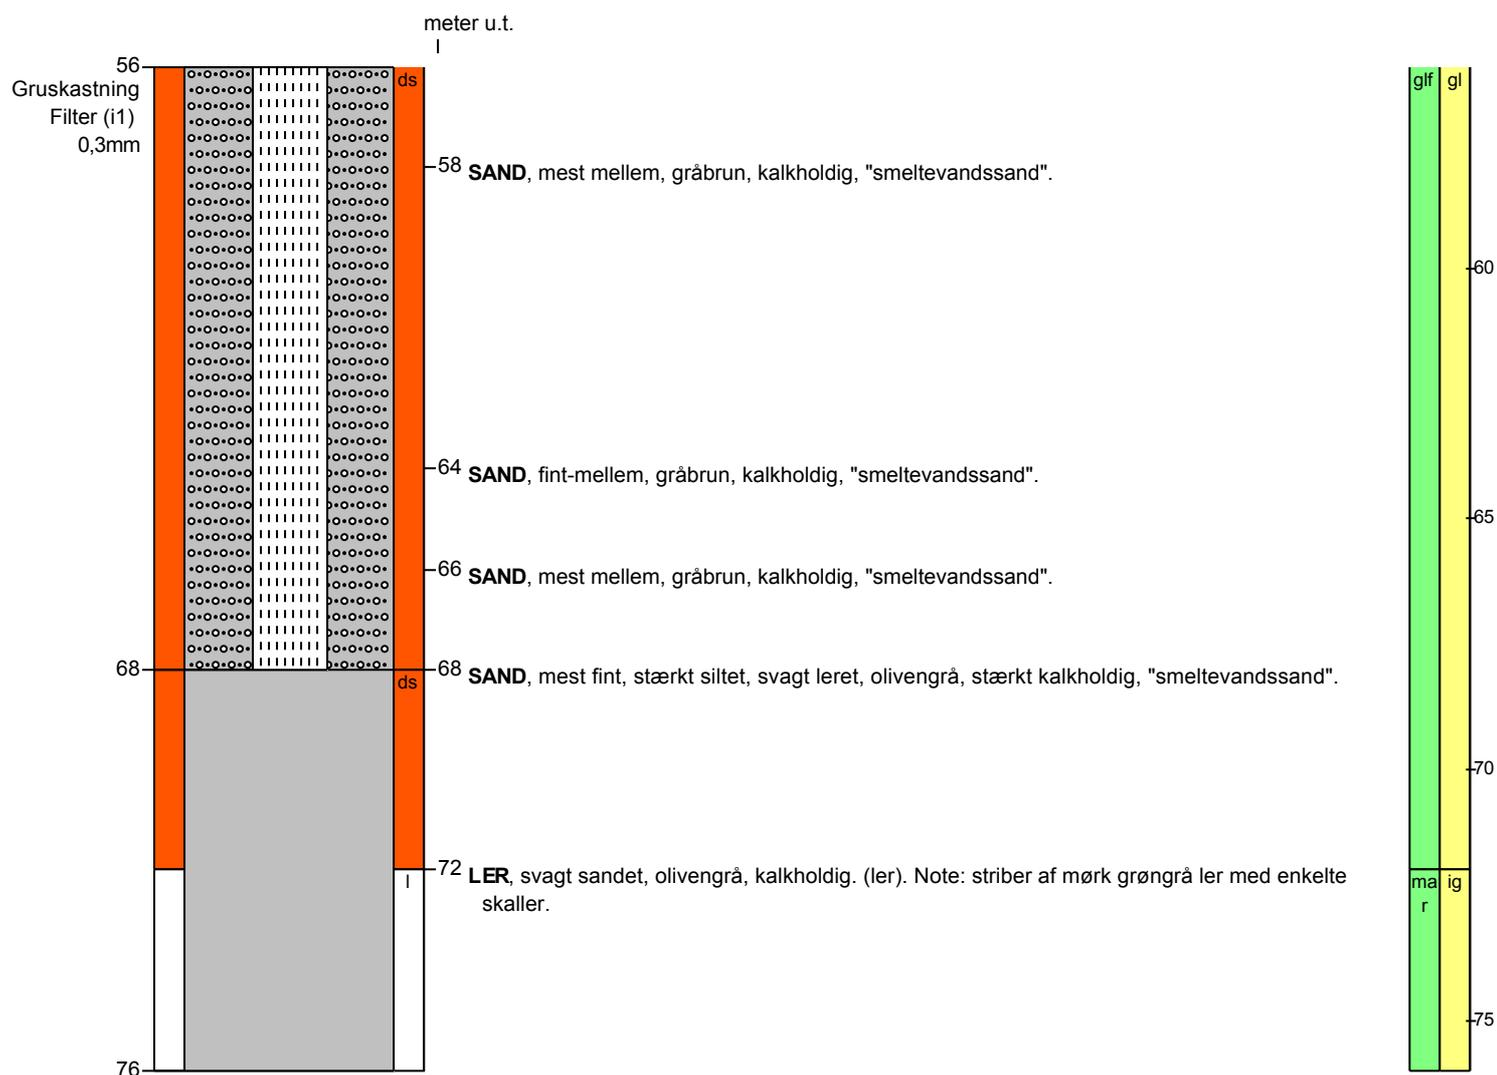 meter u.t.
56
Gruskastning
Filter (i1)
0,3mm
ds
glf
gl
58
SAND, mest mellem, gråbrun, kalkholdig, "smeltevandssand".
60
64
SAND, fint-mellem, gråbrun, kalkholdig, "smeltevandssand".
65
66
SAND, mest mellem, gråbrun, kalkholdig, "smeltevandssand".
68
68
ds
SAND, mest fint, stærkt siltet, svagt leret, olivengrå, stærkt kalkholdig, "smeltevandssand".
70
72
l
LER, svagt sandet, olivengrå, kalkholdig. (ler). Note: striber af mørk grøngrå ler med enkelte
skaller.
ma
r
ig
75
76